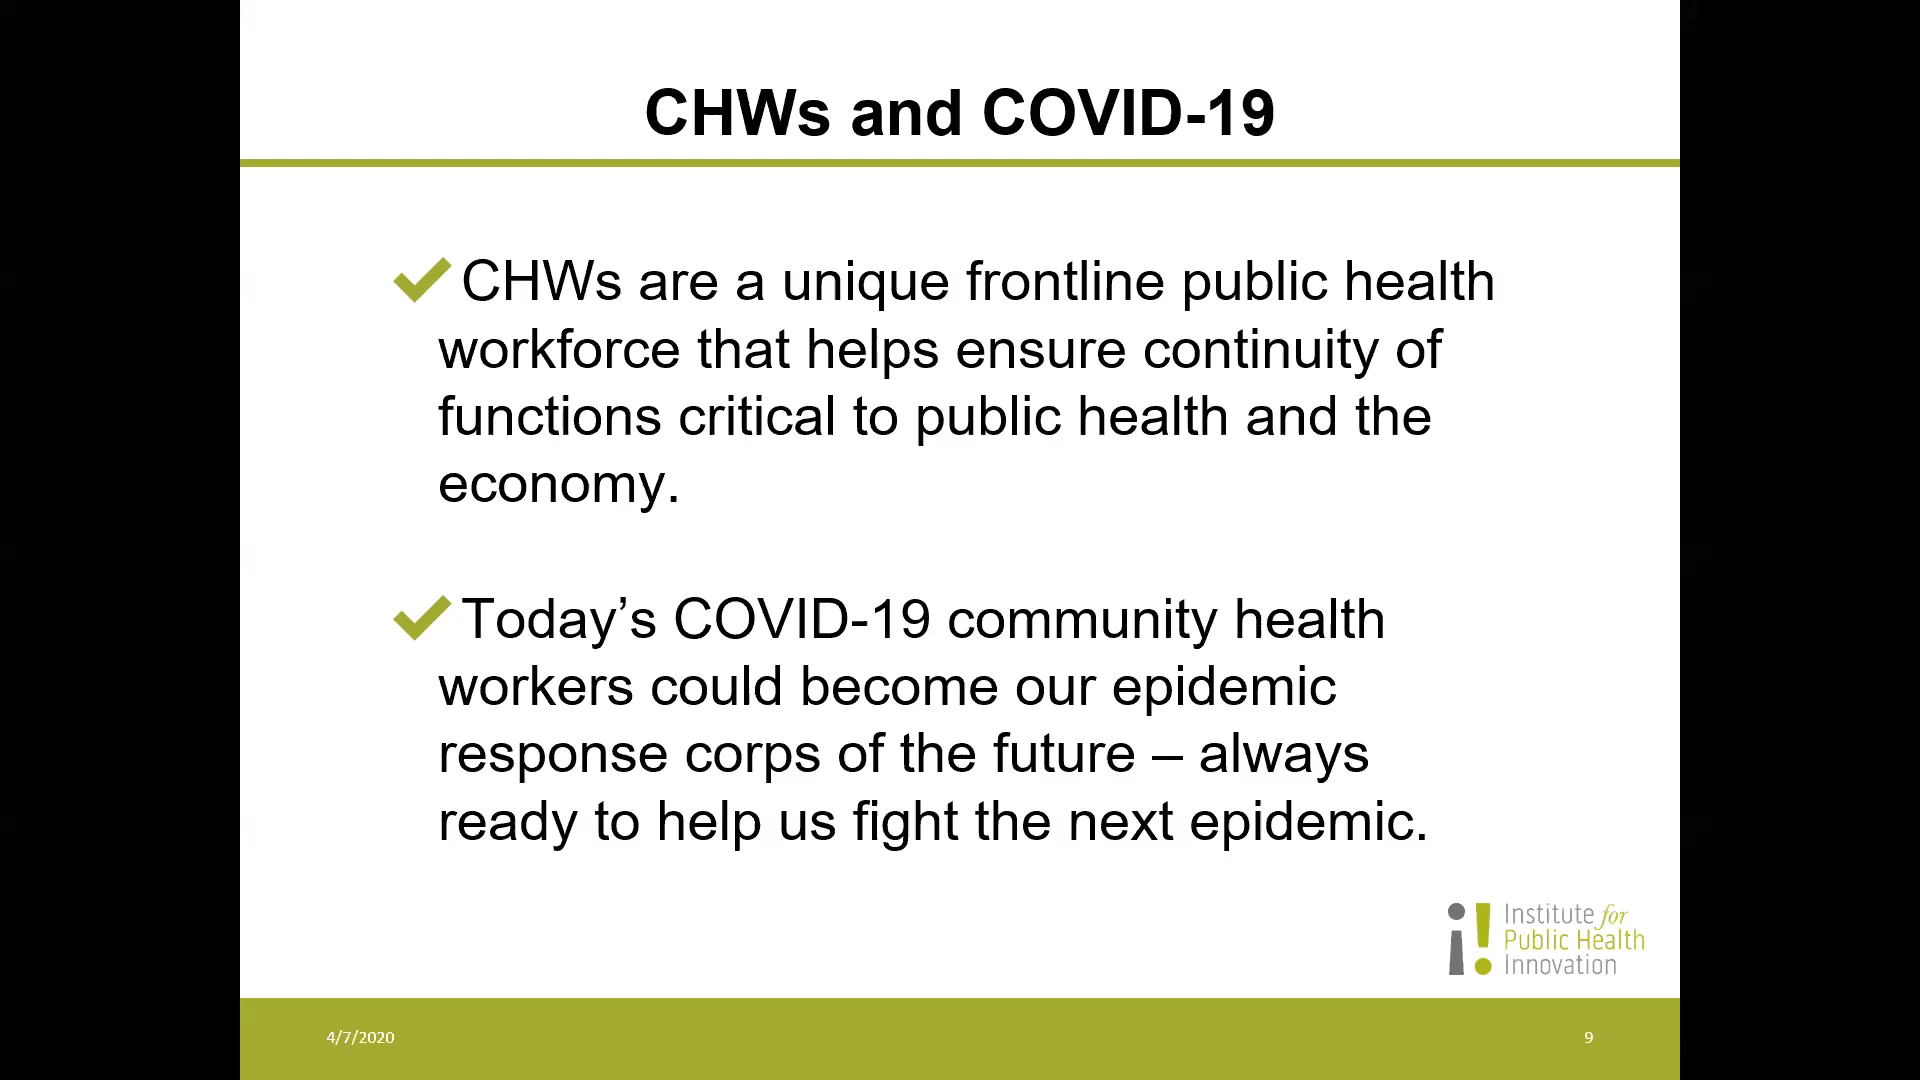 CHWs and COVID-19
CHWs are a unique frontline public health
workforce that helps ensure continuity of
functions critical to public health and the
economy.
Today’s COVID-19 community health
workers could become our epidemic
response corps of the future – always
ready to help us fight the next epidemic.
Institute for
Public Health
Innovation
4/7/2020
9